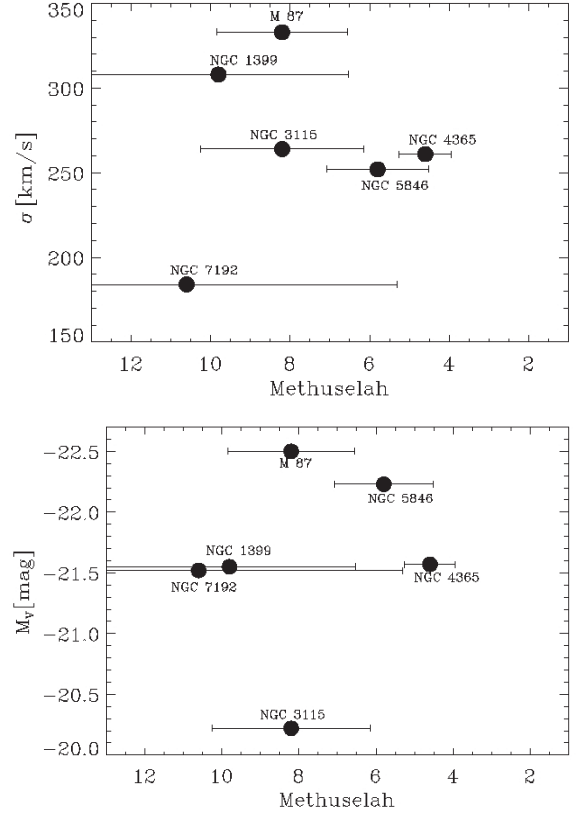 350
300
250
200
150
σ [km/s]
M 87
NGC 1399
NGC 3115
NGC 4365
NGC 5846
NGC 7192
12 10 8 6 4 2
Methuselah
-22.5
-22.0
-21.5
-21.0
-20.5
-20.0
M_V[mag]
M 87
NGC 5846
NGC 1399
NGC 7192
NGC 4365
NGC 3115
12 10 8 6 4 2
Methuselah